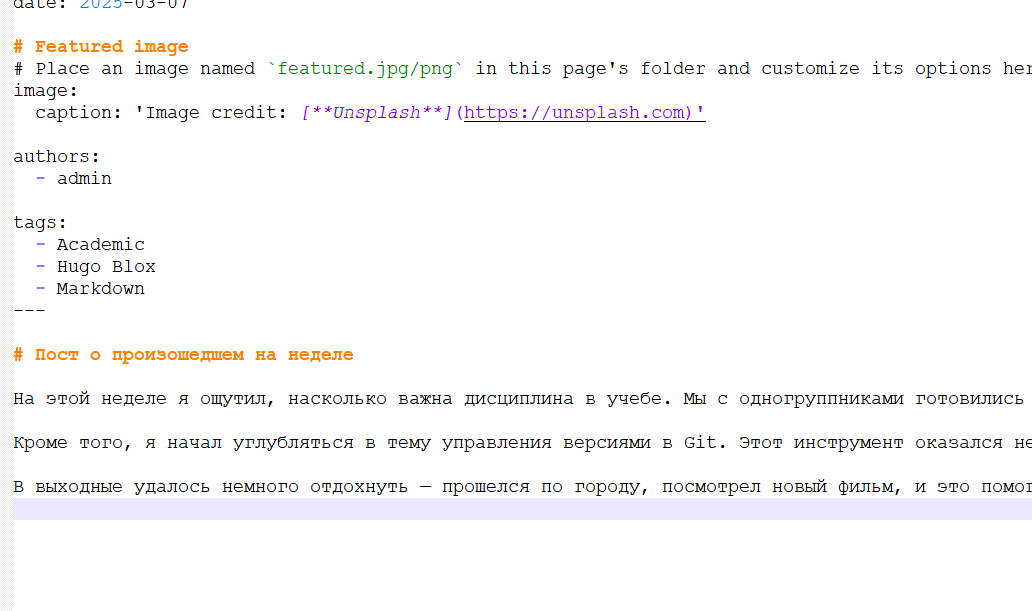 date: 2025-03-07
# Featured image
# Place an image named `featured.jpg/png` in this page's folder and customize its options
image:
  caption: 'Image credit: [**Unsplash**](https://unsplash.com)'
authors:
  - admin
tags:
  - Academic
  - Hugo Blox
  - Markdown
---
# Пост о произошедшем на неделе
На этой неделе я ощутил, насколько важна дисциплина в учебе. Мы с одногруппниками готовились
Кроме того, я начал углубляться в тему управления версиями в Git. Этот инструмент оказался
В выходные удалось немного отдохнуть — прошелся по городу, посмотрел новый фильм, и это